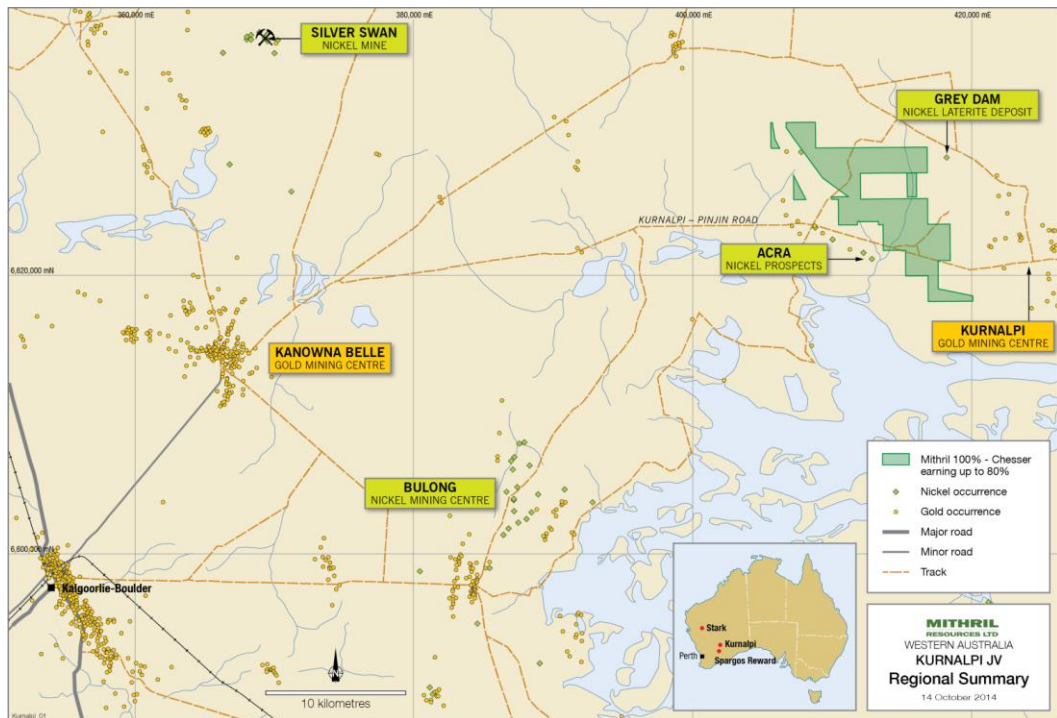 360,000 mE
380,000 mE
400,000 mE
420,000 mE
SILVER SWAN
NICKEL MINE
GREY DAM
NICKEL LATERITE DEPOSIT
KURNALPI – PINJIN ROAD
ACRA
NICKEL PROSPECTS
6,820,000 mN
KURNALPI
GOLD MINING CENTRE
KANOWNA BELLE
GOLD MINING CENTRE
BULONG
NICKEL MINING CENTRE
Mithril 100% - Chesser
earning up to 80%
Nickel occurrence
Gold occurrence
Major road
Minor road
Track
6,600,000 mN
Kalgoorlie-Boulder
Stark
Kurnalpi
Perth
Spargos Reward
MITHRIL
RESOURCES LTD
WESTERN AUSTRALIA
KURNALPI JV
Regional Summary
14 October 2014
10 kilometres
Kurnalpi_01